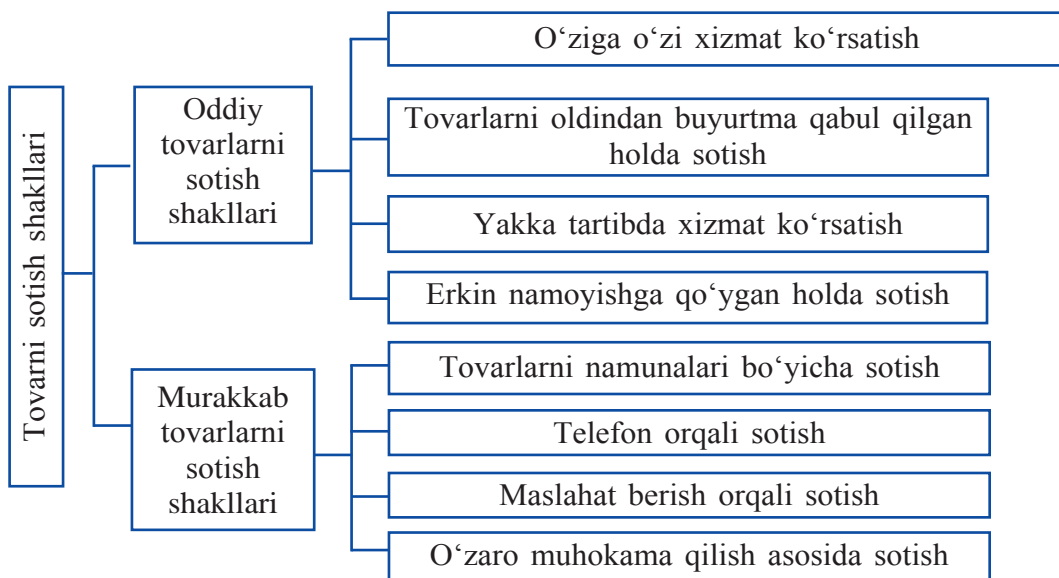 Tovarni sotish shakllari
Oddiy
tovarlarni
sotish
shakllari
O‘ziga o‘zi xizmat ko‘rsatish
Tovarlarni oldindan buyurtma qabul qilgan
holda sotish
Yakka tartibda xizmat ko‘rsatish
Erkin namoyishga qo‘ygan holda sotish
Murakkab
tovarlarni
sotish
shakllari
Tovarlarni namunalari bo‘yicha sotish
Telefon orqali sotish
Maslahat berish orqali sotish
O‘zaro muhokama qilish asosida sotish